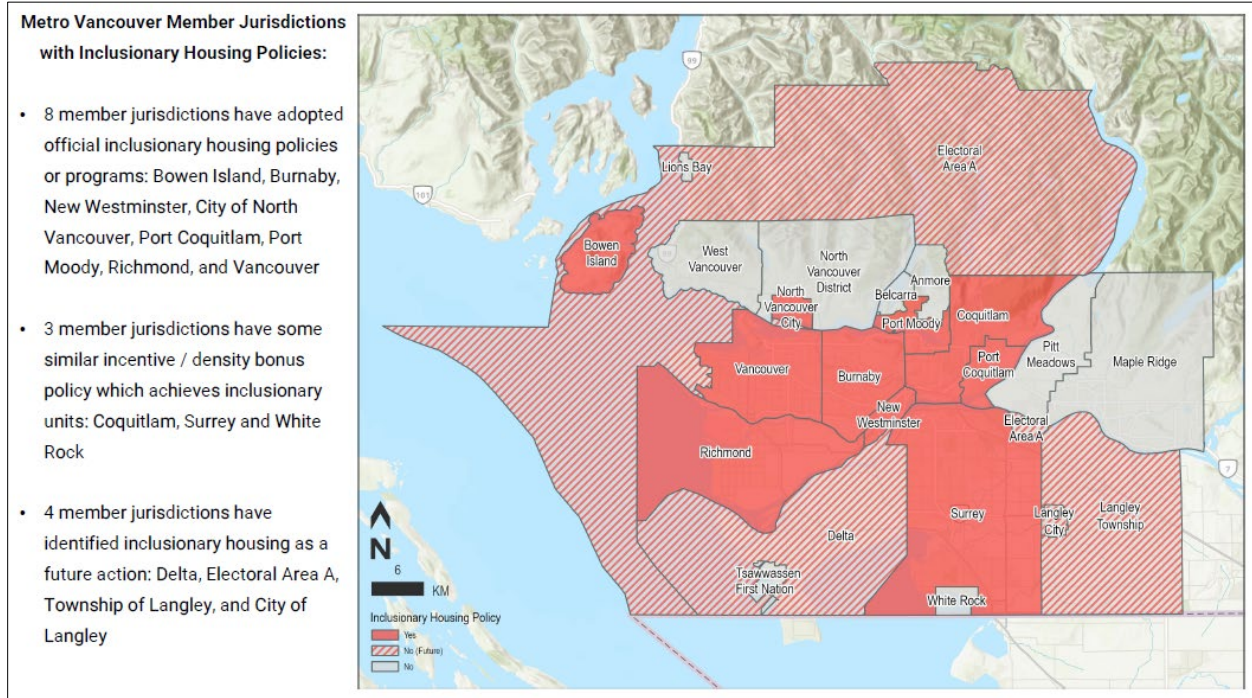 Metro Vancouver Member Jurisdictions
with Inclusionary Housing Policies:
• 8 member jurisdictions have adopted
official inclusionary housing policies
or programs: Bowen Island, Burnaby,
New Westminster, City of North
Vancouver, Port Coquitlam, Port
Moody, Richmond, and Vancouver
• 3 member jurisdictions have some
similar incentive / density bonus
policy which achieves inclusionary
units: Coquitlam, Surrey and White
Rock
• 4 member jurisdictions have
identified inclusionary housing as a
future action: Delta, Electoral Area A,
Township of Langley, and City of
Langley
99
101
Lions Bay
Electoral
Area A
Bowen
Island
99
West
Vancouver
North
Vancouver
District
Anmore
Belcarra
North
Vancouver
City
Port Moody
Coquitlam
Port
Coquitlam
Pitt
Meadows
Maple Ridge
Vancouver
Burnaby
New
Westminster
Electoral
Area A
Richmond
7
Surrey
Langley
City
Langley
Township
Delta
Tsawwassen
First Nation
White Rock
N
6
KM
Inclusionary Housing Policy
Yes
No (Future)
No